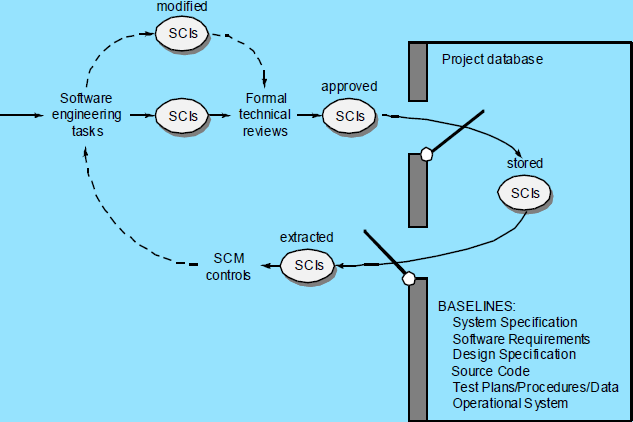 modified
SCIs
Project database
approved
Software
engineering
tasks
SCIs
Formal
technical
reviews
SCIs
stored
SCIs
extracted
SCM
controls
SCIs
BASELINES:
System Specification
Software Requirements
Design Specification
Source Code
Test Plans/Procedures/Data
Operational System